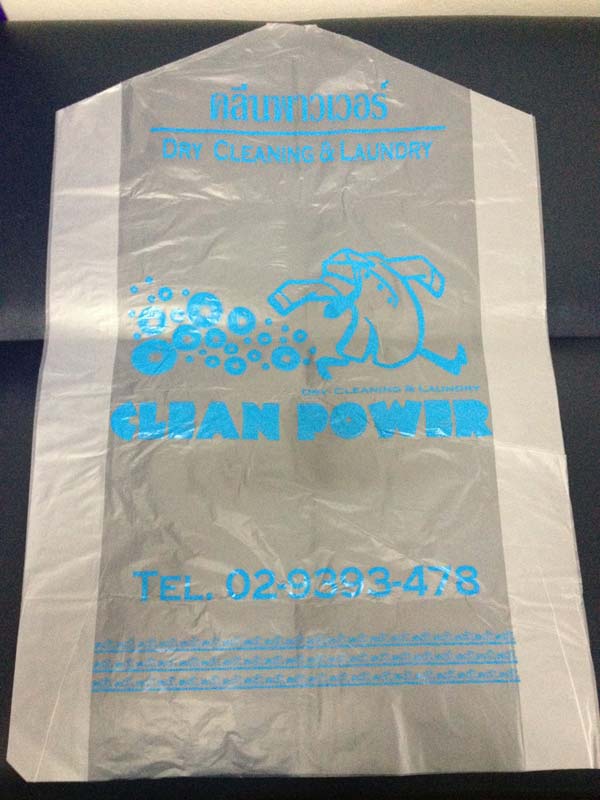 คลีนพาวเวอร์
DRY CLEANING & LAUNDRY
DRY CLEANING & LAUNDRY
CLEAN POWER
TEL. 02-9393-478